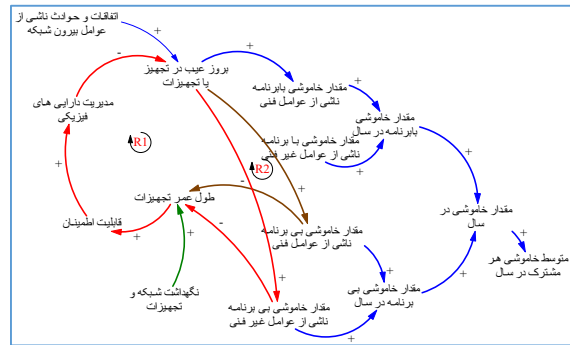 اتفاقات و حوادث ناشی از
عوامل بیرون شبکه
+
-
+
بروز عیب در تجهیز
یا تجهیزات
مدیریت دارایی های
فیزیکی
مقدار خاموشی بابرنامه
ناشی از عوامل فنی
+
مقدار خاموشی
بابرنامه در سال
+
R1
مقدار خاموشی با برنامه
ناشی از عوامل غیر فنی
+
R2
+
-
طول عمر تجهیزات
+
+
مقدار خاموشی در
سال
قابلیت اطمینان
+
+
-
مقدار خاموشی بی برنامه
ناشی از عوامل فنی
+
+
متوسط خاموشی هر
مشترک در سال
+
نگهداشت شبکه و
تجهیزات
+
مقدار خاموشی بی
برنامه در سال
+
مقدار خاموشی بی برنامه
ناشی از عوامل غیر فنی
+